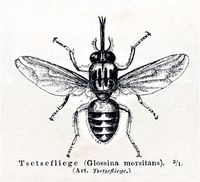 Tsetsefliege (Glossina morsitans). ²/₁.
(Art. Tsetsefliege.)